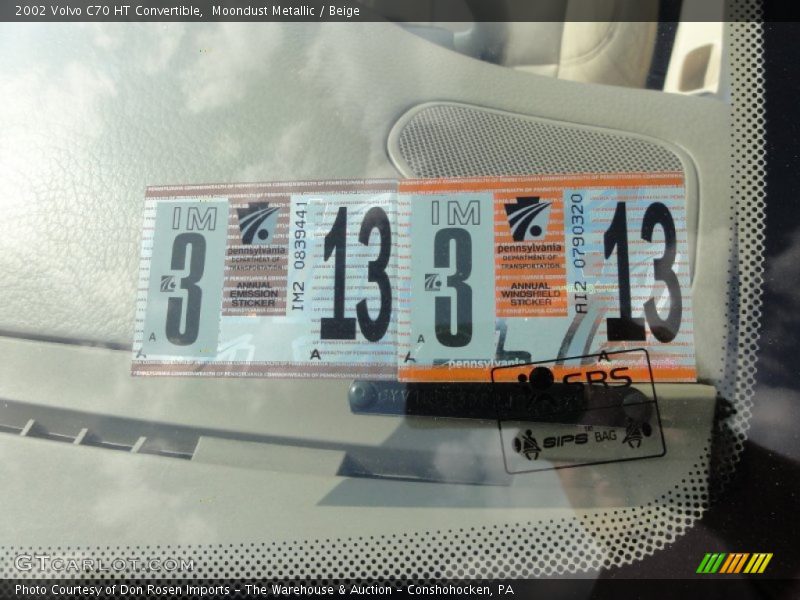 2002 Volvo C70 HT Convertible, Moondust Metallic / Beige
IM
3
A
pennsylvania
DEPARTMENT OF
TRANSPORTATION
ANNUAL
EMISSION
STICKER
IM2 0839441
13
A
IM
3
A
pennsylvania
DEPARTMENT OF
TRANSPORTATION
ANNUAL
WINDSHIELD
STICKER
AI2 0790320
13
A
pennsylvania
SRS
SIPS BAG
GTCarLot.com
Photo Courtesy of Don Rosen Imports - The Warehouse & Auction - Conshohocken, PA